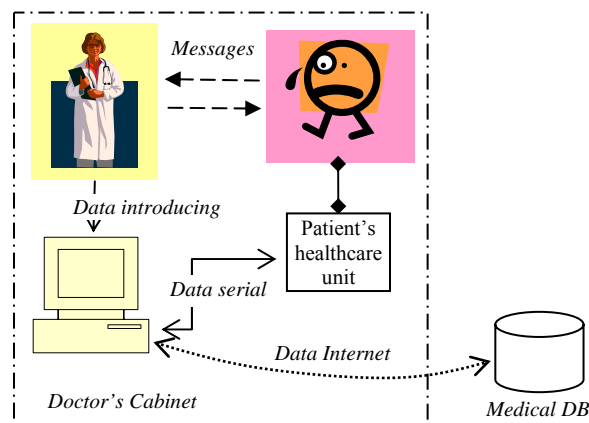 Messages
Data introducing
Patient's
healthcare
unit
Data serial
Data Internet
Doctor's Cabinet
Medical DB